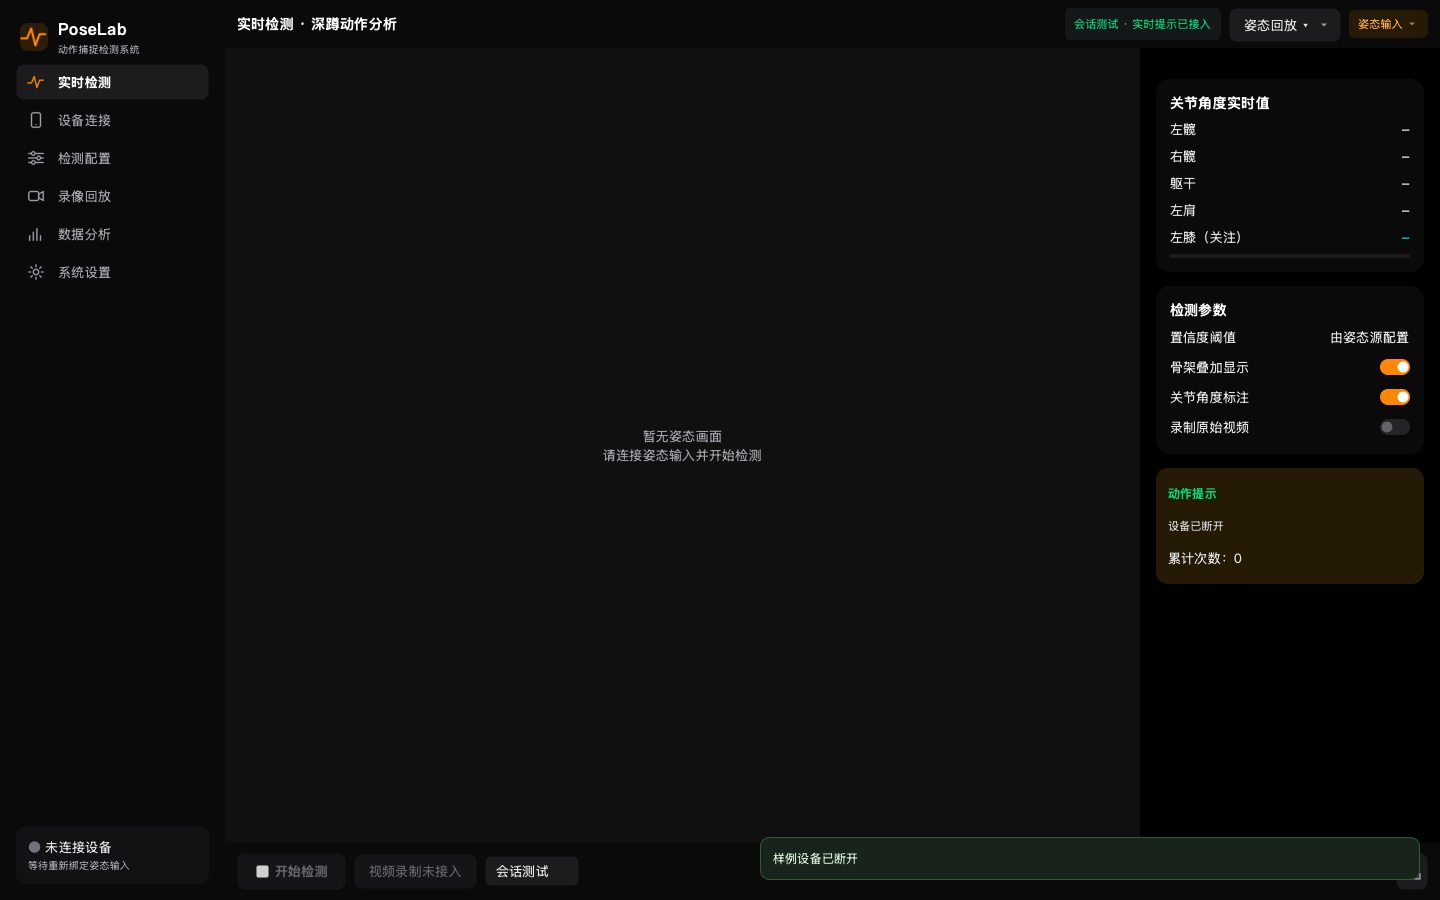 PoseLab
动作捕捉检测系统
实时检测
设备连接
检测配置
录像回放
数据分析
系统设置
未连接设备
等待重新绑定姿态输入
实时检测 · 深蹲动作分析
会话测试 · 实时提示已接入
姿态回放
姿态输入
暂无姿态画面
请连接姿态输入并开始检测
关节角度实时值
左髋 –
右髋 –
躯干 –
左肩 –
左膝（关注） –
检测参数
置信度阈值 由姿态源配置
骨架叠加显示
关节角度标注
录制原始视频
动作提示
设备已断开
累计次数：0
开始检测
视频录制未接入
会话测试
样例设备已断开